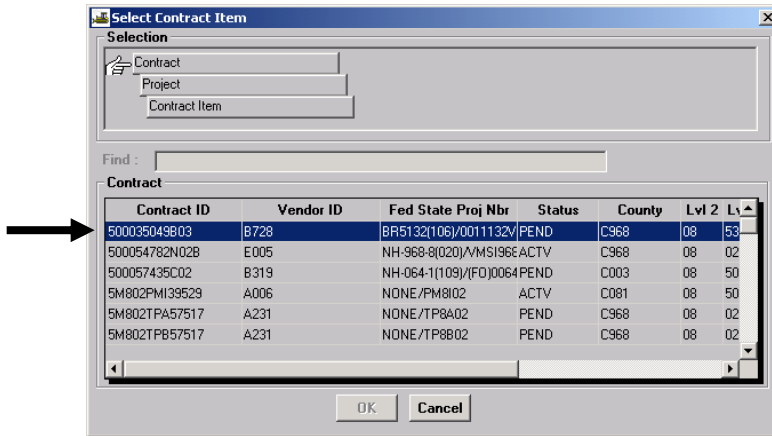 Select Contract Item
Selection
Contract
Project
Contract Item
Find :
Contract
Contract ID Vendor ID Fed State Proj Nbr Status County Lvl 2 Lv
500035049B03 B728 BR5132(106)/0011132V PEND C968 08 53
500054782N02B E005 NH-968-8(020)/VMSI968 ACTV C968 08 02
500057435C02 B319 NH-064-1(109)/(FO)0064 PEND C003 08 50
5M802PMI39529 A006 NONE/PM8I02 ACTV C081 08 50
5M802TPA57517 A231 NONE/TP8A02 PEND C968 08 02
5M802TPB57517 A231 NONE/TP8B02 PEND C968 08 02
OK Cancel